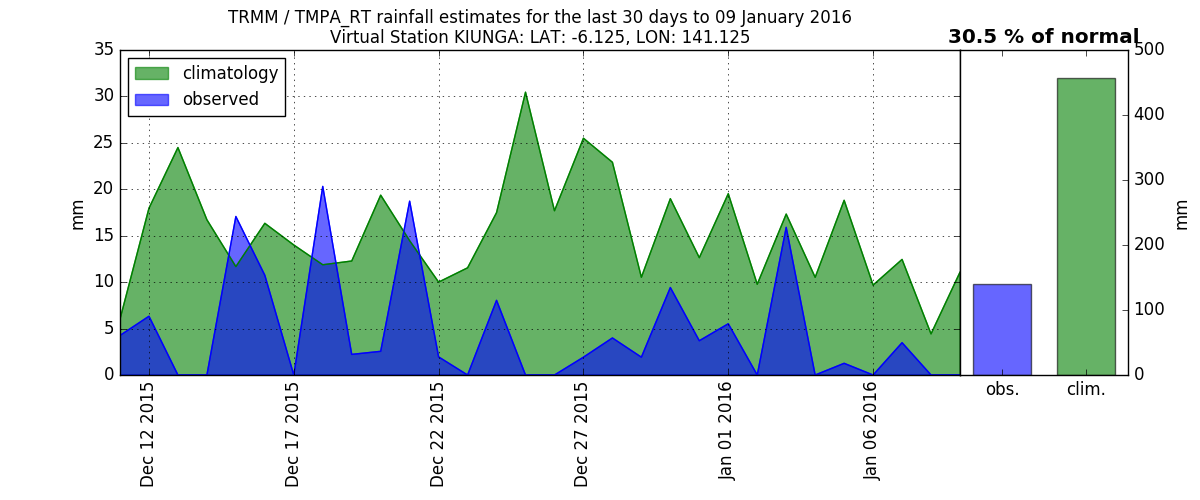 TRMM / TMPA_RT rainfall estimates for the last 30 days to 09 January 2016
Virtual Station KIUNGA: LAT: -6.125, LON: 141.125
30.5 % of normal
climatology
observed
35
30
25
20
15
10
5
0
mm
500
400
300
200
100
0
mm
Dec 12 2015
Dec 17 2015
Dec 22 2015
Dec 27 2015
Jan 01 2016
Jan 06 2016
obs.
clim.